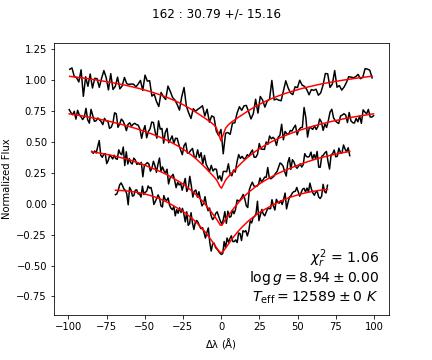 162 : 30.79 +/- 15.16
Normalized Flux
1.25
1.00
0.75
0.50
0.25
0.00
−0.25
−0.50
−0.75
χ²ᵣ = 1.06
log g = 8.94 ± 0.00
T_eff = 12589 ± 0 K
−100 −75 −50 −25 0 25 50 75 100
Δλ (Å)